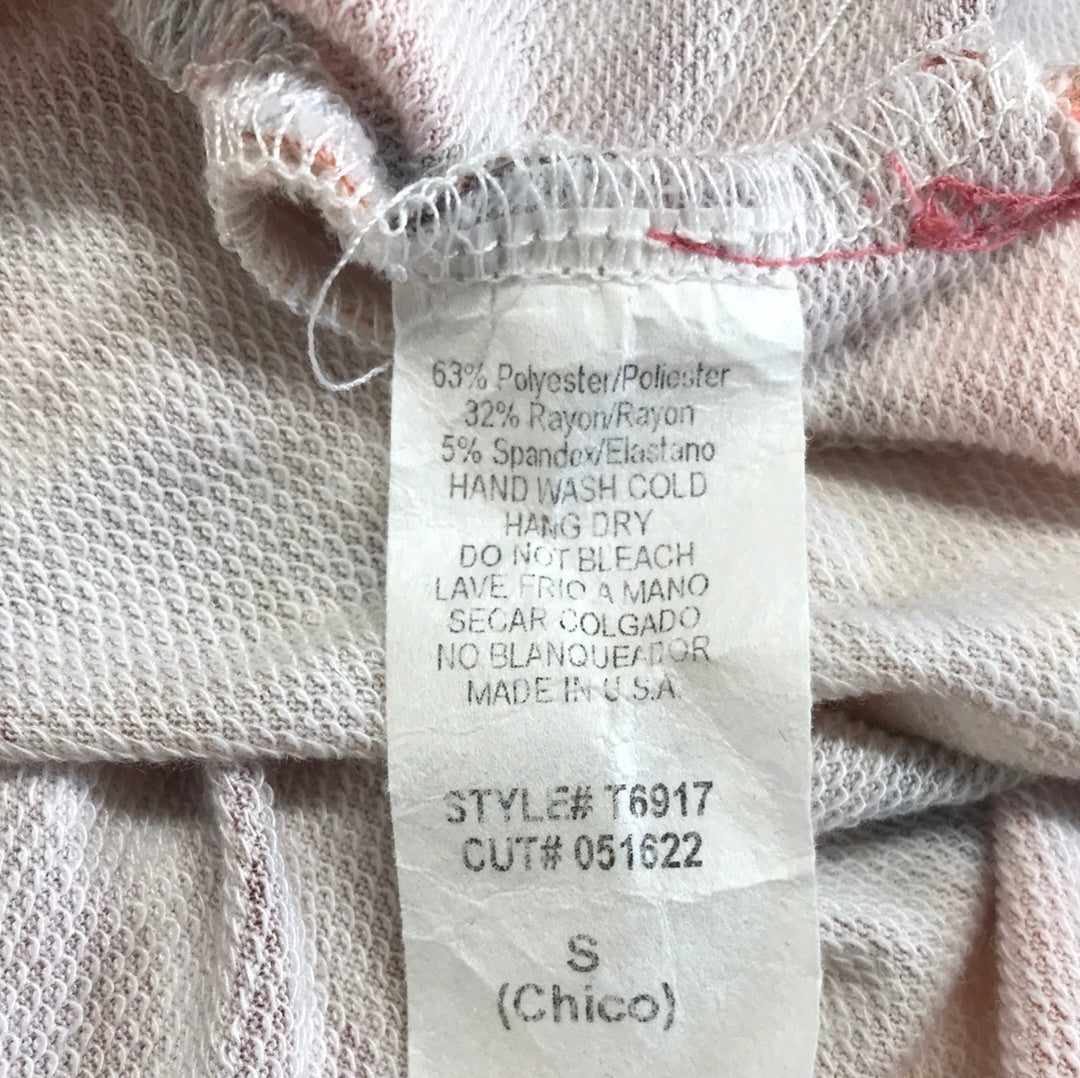 63% Polyester/Poliester
32% Rayon/Rayon
5% Spandex/Elastano
HAND WASH COLD
HANG DRY
DO NOT BLEACH
LAVE FRIO A MANO
SECAR COLGADO
NO BLANQUEADOR
MADE IN U.S.A.
STYLE# T6917
CUT# 051622
S
(Chico)